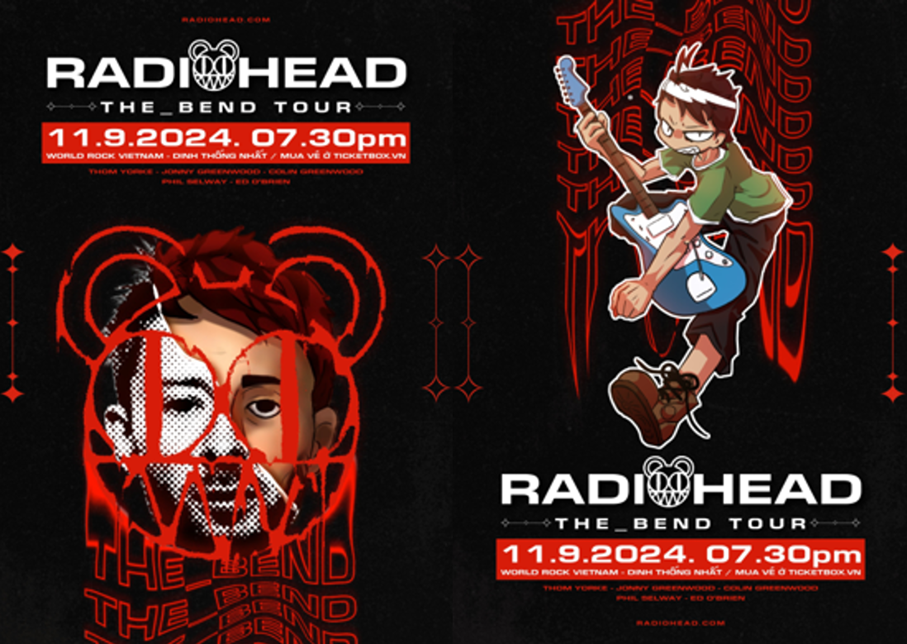 RADIOHEAD.COM
RADIOHEAD
THE_BEND TOUR
11.9.2024. 07.30pm
WORLD ROCK VIETNAM - DINH THỐNG NHẤT / MUA VÉ Ở TICKETBOX.VN
THOM YORKE - JONNY GREENWOOD - COLIN GREENWOOD
PHIL SELWAY - ED O'BRIEN
THE_BEND
THE_BEND
THE_BEND
RADIOHEAD
THE_BEND TOUR
11.9.2024. 07.30pm
WORLD ROCK VIETNAM - DINH THỐNG NHẤT / MUA VÉ Ở TICKETBOX.VN
THOM YORKE - JONNY GREENWOOD - COLIN GREENWOOD
PHIL SELWAY - ED O'BRIEN
RADIOHEAD.COM